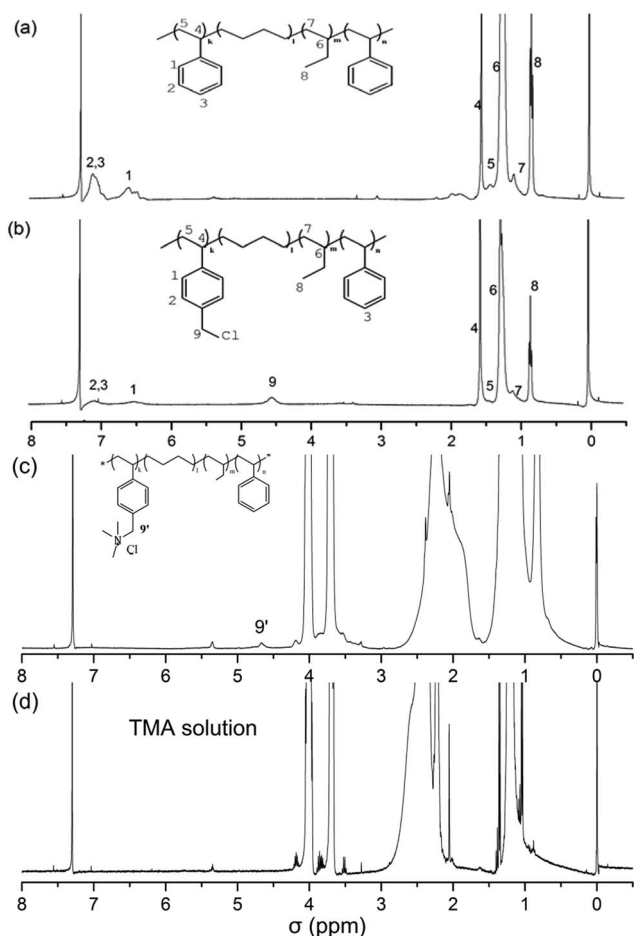 (a)
5 4 k l 7 6 m n
1
2
3
8
2,3 1 4 5 6 7 8
(b)
5 4 k l 7 6 m n
1
2
3
8
9 Cl
2,3 1 9 4 5 6 7 8
8 7 6 5 4 3 2 1 0
(c)
* k l m n *
9'
N
Cl
9'
8 7 6 5 4 3 2 1 0
(d)
TMA solution
8 7 6 5 4 3 2 1 0
σ (ppm)